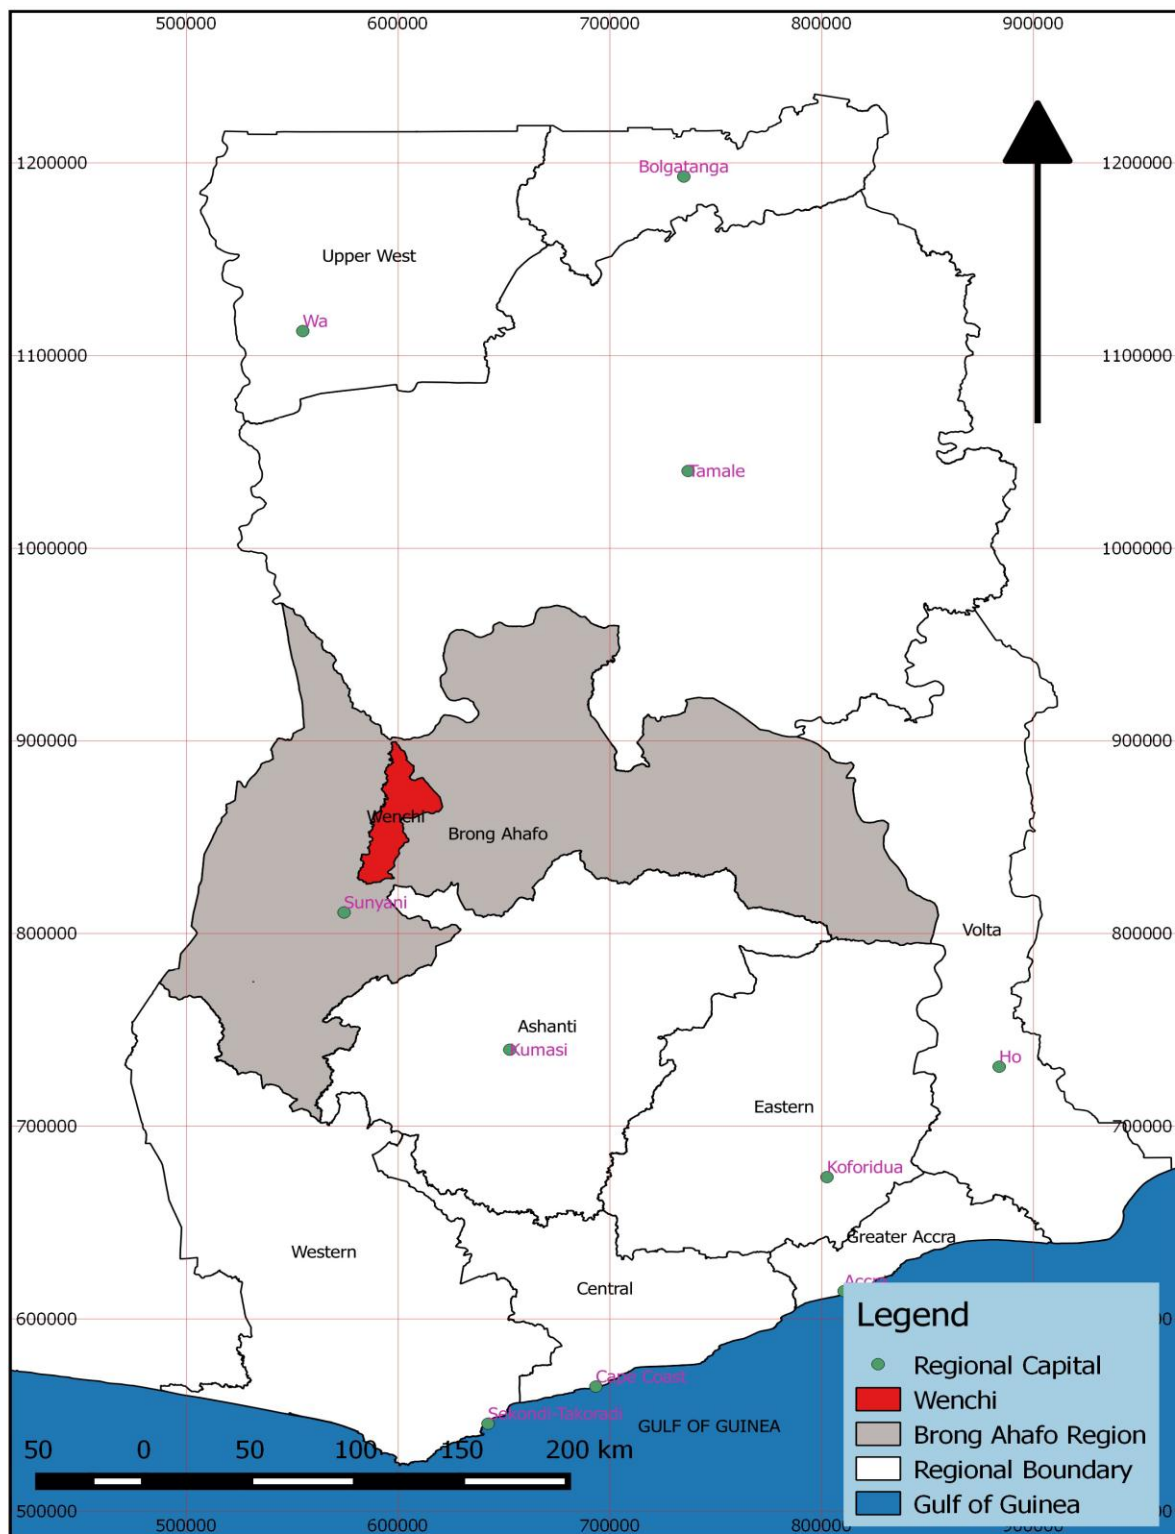 500000 600000 700000 800000 900000
1200000 1200000
Bolgatanga
Upper West
Wa
1100000 1100000
Tamale
1000000 1000000
900000 900000
Wenchi
Brong Ahafo
Sunyani
800000 800000
Volta
Ashanti
Kumasi
Ho
Eastern
700000 700000
Koforidua
Greater Accra
Western
Central
Accra
600000
Legend
Regional Capital
Wenchi
Brong Ahafo Region
Regional Boundary
Gulf of Guinea
Cape Coast
Sekondi-Takoradi
GULF OF GUINEA
50 0 50 100 150 200 km
500000
500000 600000 700000 800000 900000